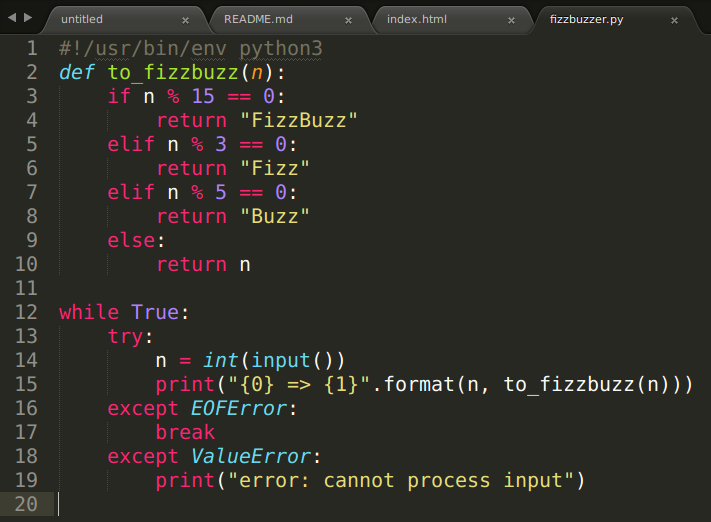 untitled × README.md × index.html × fizzbuzzer.py ×
1 #!/usr/bin/env python3
2 def to_fizzbuzz(n):
3     if n % 15 == 0:
4         return "FizzBuzz"
5     elif n % 3 == 0:
6         return "Fizz"
7     elif n % 5 == 0:
8         return "Buzz"
9     else:
10         return n
11
12 while True:
13     try:
14         n = int(input())
15         print("{0} => {1}".format(n, to_fizzbuzz(n)))
16     except EOFError:
17         break
18     except ValueError:
19         print("error: cannot process input")
20